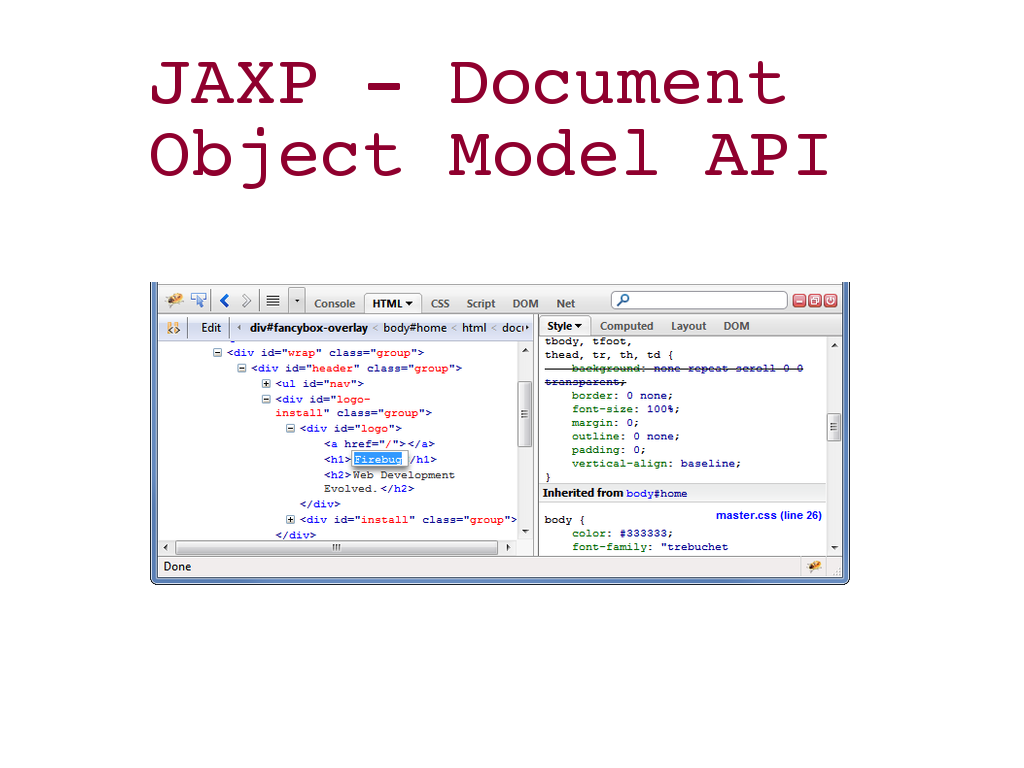 JAXP – Document
Object Model API
Console HTML CSS Script DOM Net
Edit div#fancybox-overlay < body#home < html < doc
Style Computed Layout DOM
<div id="wrap" class="group">
<div id="header" class="group">
<ul id="nav">
<div id="logo-
install" class="group">
<div id="logo">
<a href="/"></a>
<h1>Firebug/h1>
<h2>Web Development
Evolved.</h2>
</div>
<div id="install" class="group">
</div>
tbody, tfoot,
thead, tr, th, td {
background: none repeat scroll 0 0
transparent;
border: 0 none;
font-size: 100%;
margin: 0;
outline: 0 none;
padding: 0;
vertical-align: baseline;
}
Inherited from body#home
master.css (line 26)
body {
color: #333333;
font-family: "trebuchet
Done